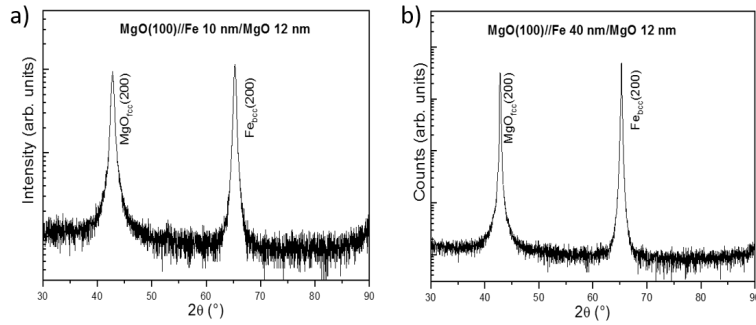 a)
MgO(100)//Fe 10 nm/MgO 12 nm
Intensity (arb. units)
MgOfcc(200)
Febcc(200)
30 40 50 60 70 80 90
2θ (°)
b)
MgO(100)//Fe 40 nm/MgO 12 nm
Counts (arb. units)
MgOfcc(200)
Febcc(200)
30 40 50 60 70 80 90
2θ (°)